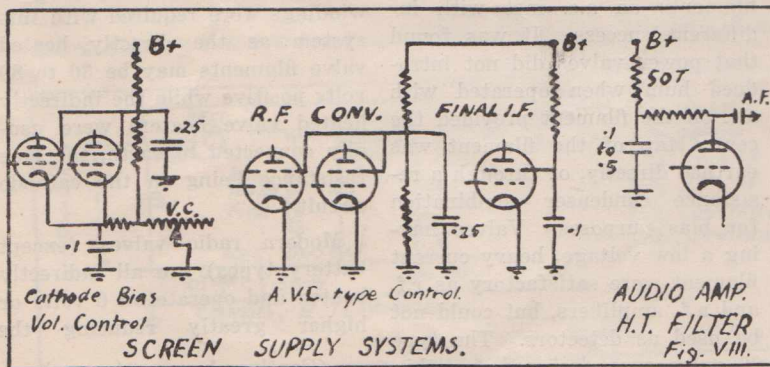 B+
.25
V.C.
.1
Cathode Bias
Vol. Control
R.F. CONV.
FINAL I.F.
B+
.25
.1
A.V.C. type Control.
B+
50T
A.F.
.1
to
.5
AUDIO AMP.
H.T. FILTER
Fig. VIII.
SCREEN SUPPLY SYSTEMS.